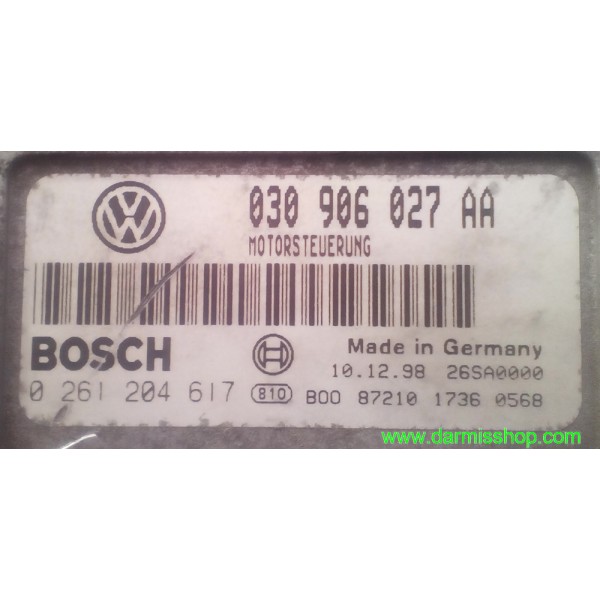 030 906 027 AA
MOTORSTEUERUNG
BOSCH
Made in Germany
10.12.98 26SA0000
0 261 204 617 810 B00 87210 1736 0568
www.darmisshop.com